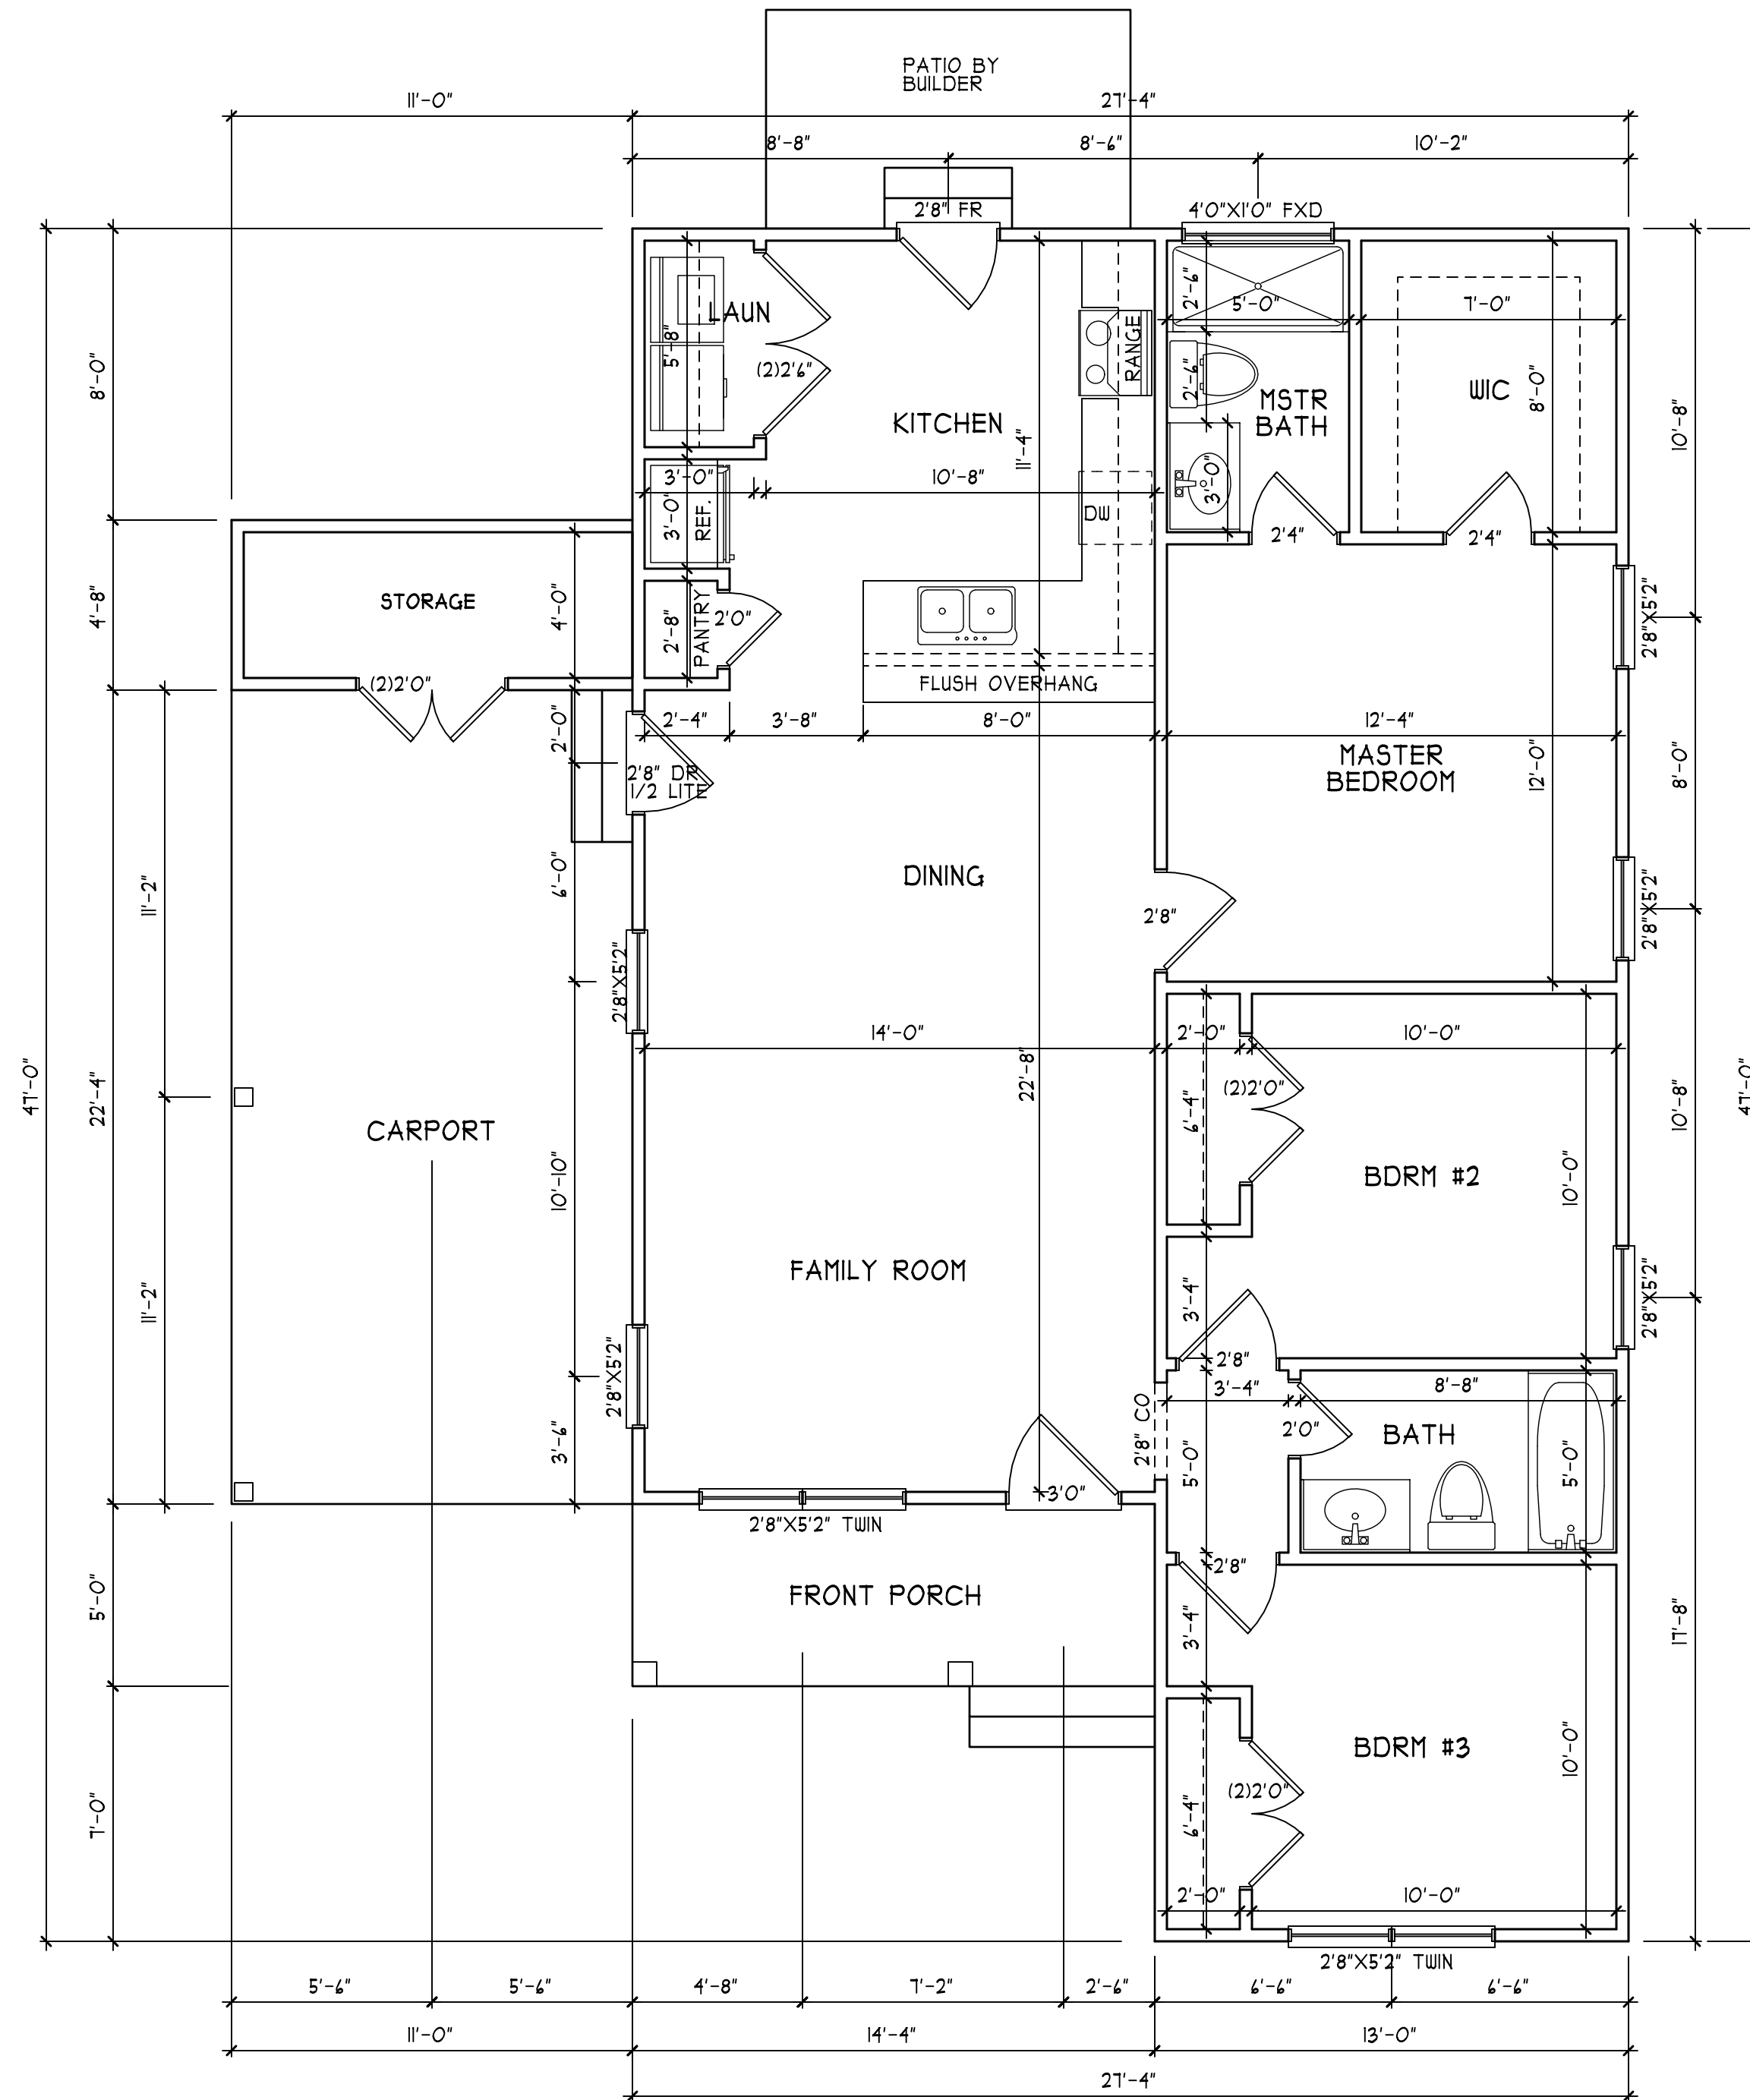 PATIO BY
BUILDER
11'-0"
27'-4"
8'-8"
8'-6"
10'-2"
2'8" FR
4'0"X1'0" FXD
LAUN
5'-8"
(2)2'6"
KITCHEN
RANGE
11'-4"
2'-6"
5'-0"
2'-6"
MSTR
BATH
3'-0"
7'-0"
WIC
8'-0"
10'-8"
8'-0"
3'-0"
10'-8"
3'-0"
REF.
DW
2'4"
2'4"
STORAGE
4'-8"
4'-0"
(2)2'0"
2'-8"
PANTRY
2'0"
FLUSH OVERHANG
2'8"X5'2"
2'-0"
2'-4"
3'-8"
8'-0"
12'-4"
MASTER
BEDROOM
12'-0"
8'-0"
2'8" DR
1/2 LITE
DINING
6'-0"
11'-2"
2'8"
2'8"X5'2"
2'8"X5'2"
14'-0"
22'-8"
2'-0"
10'-0"
(2)2'0"
6'-4"
47'-0"
22'-4"
CARPORT
10'-10"
BDRM #2
10'-0"
10'-8"
47'-0"
FAMILY ROOM
11'-2"
3'-4"
2'8"X5'2"
2'8"X5'2"
2'8"
3'-4"
8'-8"
2'8" CO
2'0"
BATH
5'-0"
5'-0"
3'-6"
3'0"
2'8"X5'2" TWIN
2'8"
FRONT PORCH
5'-0"
3'-4"
17'-8"
BDRM #3
10'-0"
(2)2'0"
6'-4"
7'-0"
2'-0"
10'-0"
2'8"X5'2" TWIN
5'-6"
5'-6"
4'-8"
7'-2"
2'-6"
6'-6"
6'-6"
11'-0"
14'-4"
13'-0"
27'-4"